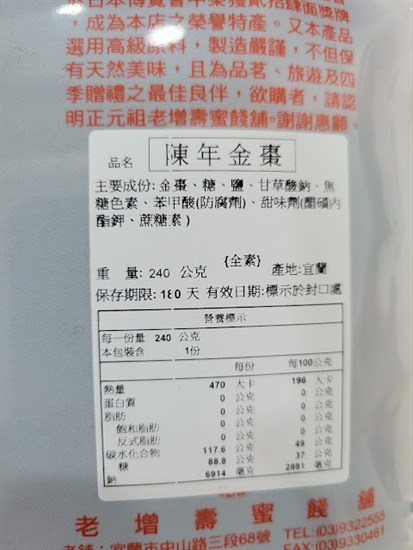 於日本博覽會中榮獲貳拾肆面獎牌
，成為本店之榮譽特產。又本產品
選用高級原料，製造嚴謹，不但保
有天然美味，且為品茗、旅遊及四
季贈禮之最佳良伴，欲購者，請認
明正元祖老增壽蜜餞舖。謝謝惠顧。
品名 陳年金棗
主要成份:金棗、糖、鹽、甘草酸鈉、焦
糖色素、苯甲酸(防腐劑)、甜味劑(醋磺內
酯鉀、蔗糖素)
{全素}
重 量: 240 公克 產地:宜蘭
保存期限: 180 天 有效日期:標示於封口處
營養標示
每一份量 240 公克
本包裝含 1份
每份 每100公克
熱量 470 大卡 196 大卡
蛋白質 0 公克 0 公克
脂肪 0 公克 0 公克
飽和脂肪 0 公克 0 公克
反式脂肪 0 公克 0 公克
碳水化合物 117.6 公克 49 公克
糖 88.8 公克 37 公克
鈉 6914 毫克 2881 毫克
老增壽蜜餞舖
老舖：宜蘭市中山路三段68號 TEL:(03)9322555
FAX:(03)9330461